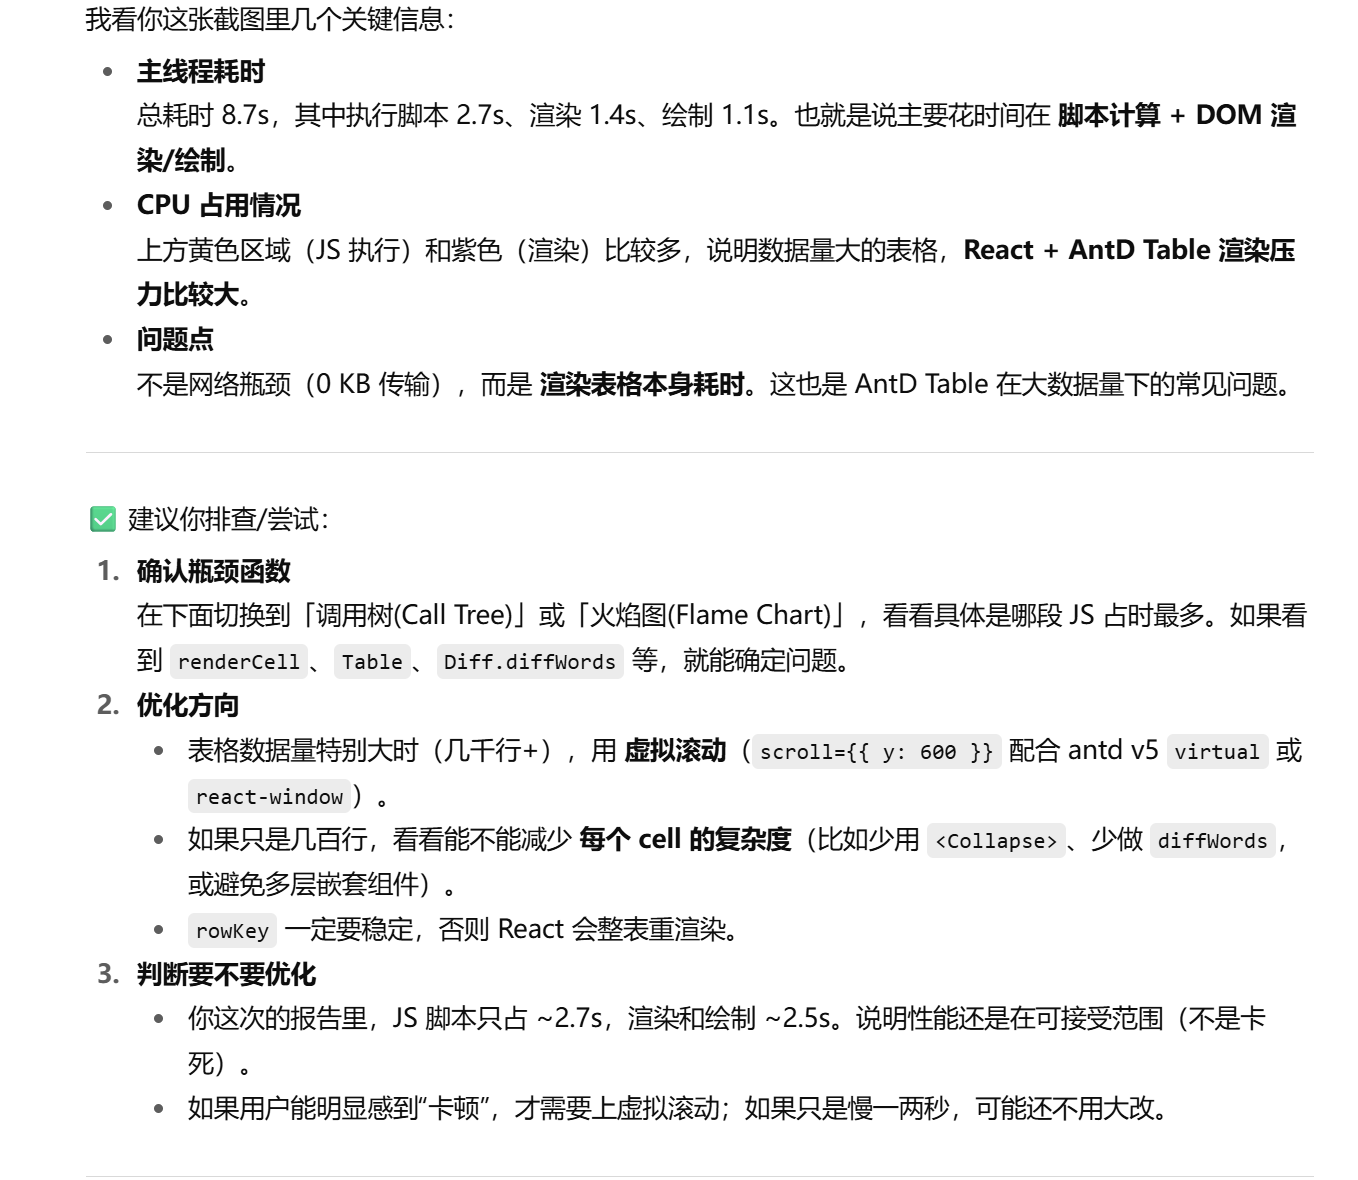 我看你这张截图里几个关键信息：
• 主线程耗时
总耗时 8.7s，其中执行脚本 2.7s、渲染 1.4s、绘制 1.1s。也就是说主要花时间在 脚本计算 + DOM 渲
染/绘制。
• CPU 占用情况
上方黄色区域（JS 执行）和紫色（渲染）比较多，说明数据量大的表格，React + AntD Table 渲染压
力比较大。
• 问题点
不是网络瓶颈（0 KB 传输），而是 渲染表格本身耗时。这也是 AntD Table 在大数据量下的常见问题。
✅ 建议你排查/尝试：
1. 确认瓶颈函数
在下面切换到「调用树(Call Tree)」或「火焰图(Flame Chart)」，看看具体是哪段 JS 占时最多。如果看
到 renderCell、Table、Diff.diffWords 等，就能确定问题。
2. 优化方向
• 表格数据量特别大时（几千行+），用 虚拟滚动（scroll={{ y: 600 }} 配合 antd v5 virtual 或
react-window）。
• 如果只是几百行，看看能不能减少 每个 cell 的复杂度（比如少用 <Collapse>、少做 diffWords，
或避免多层嵌套组件）。
• rowKey 一定要稳定，否则 React 会整表重渲染。
3. 判断要不要优化
• 你这次的报告里，JS 脚本只占 ~2.7s，渲染和绘制 ~2.5s。说明性能还是在可接受范围（不是卡
死）。
• 如果用户能明显感到“卡顿”，才需要上虚拟滚动；如果只是慢一两秒，可能还不用大改。